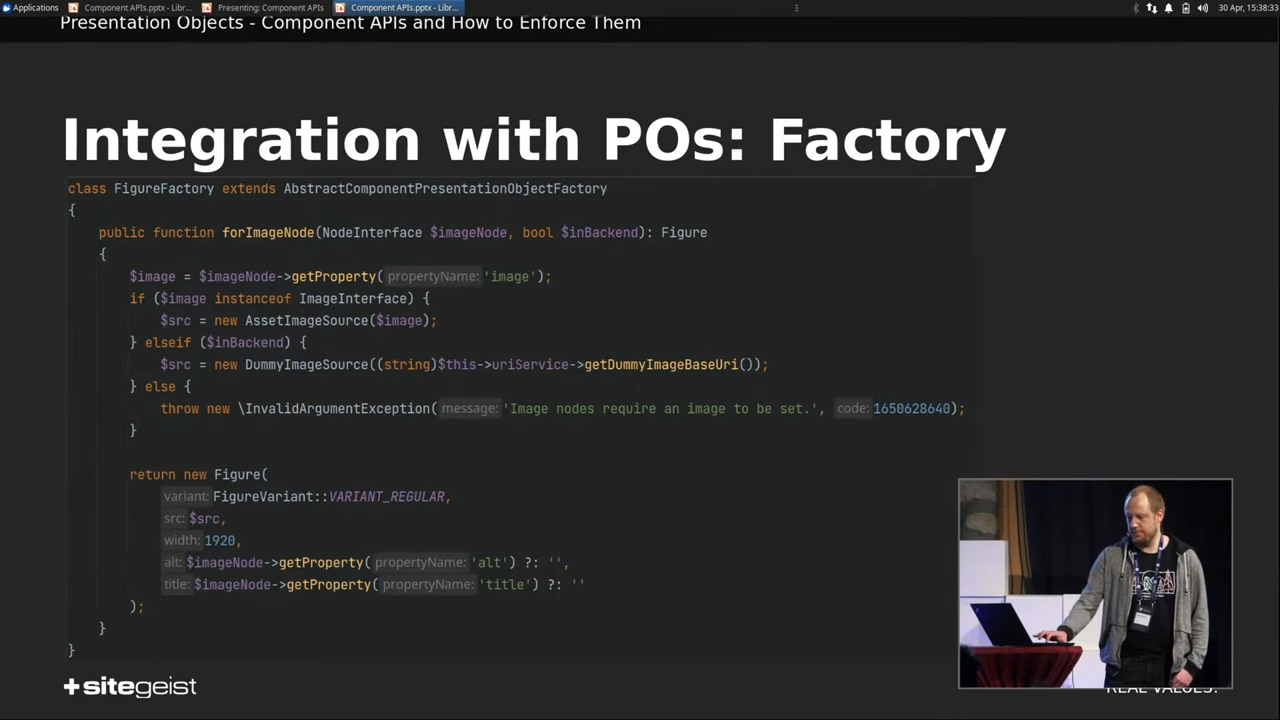 Applications
Component APIs.pptx - Libr...
Presenting: Component APIs
Component APIs.pptx - Libr...
30 Apr, 15:38:33
Presentation Objects - Component APIs and How to Enforce Them
Integration with POs: Factory
class FigureFactory extends AbstractComponentPresentationObjectFactory
{
public function forImageNode(NodeInterface $imageNode, bool $inBackend): Figure
{
$image = $imageNode->getProperty( propertyName: 'image');
if ($image instanceof ImageInterface) {
$src = new AssetImageSource($image);
} elseif ($inBackend) {
$src = new DummyImageSource((string)$this->uriService->getDummyImageBaseUri());
} else {
throw new \InvalidArgumentException( message: 'Image nodes require an image to be set.', code: 1650628640);
}
return new Figure(
variant: FigureVariant::VARIANT_REGULAR,
src: $src,
width: 1920,
alt: $imageNode->getProperty( propertyName: 'alt') ?: '',
title: $imageNode->getProperty( propertyName: 'title') ?: ''
);
}
}
sitegeist
REAL VALUES.